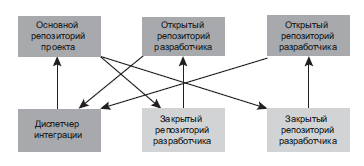 Основной
репозиторий
проекта
Открытый
репозиторий
разработчика
Открытый
репозиторий
разработчика
Диспетчер
интеграции
Закрытый
репозиторий
разработчика
Закрытый
репозиторий
разработчика